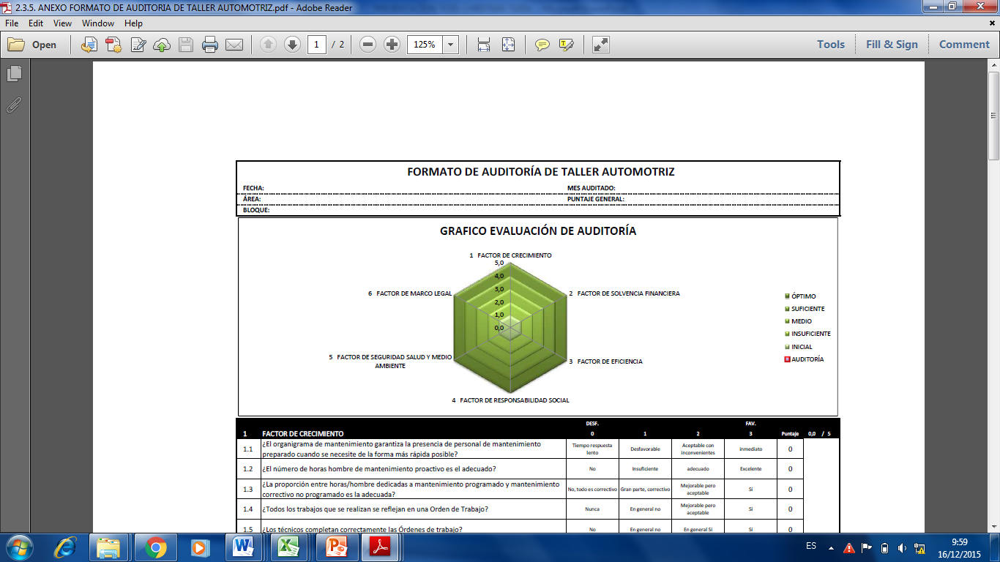 2.3.5. ANEXO FORMATO DE AUDITORIA DE TALLER AUTOMOTRIZ.pdf - Adobe Reader
File Edit View Window Help
Open 1 / 2 125% Tools Fill & Sign Comment
FORMATO DE AUDITORÍA DE TALLER AUTOMOTRIZ
FECHA: MES AUDITADO:
ÁREA: PUNTAJE GENERAL:
BLOQUE:
GRAFICO EVALUACIÓN DE AUDITORÍA
1 FACTOR DE CRECIMIENTO
5,0
4,0
3,0
2,0
1,0
0,0
6 FACTOR DE MARCO LEGAL
2 FACTOR DE SOLVENCIA FINANCIERA
5 FACTOR DE SEGURIDAD SALUD Y MEDIO
AMBIENTE
3 FACTOR DE EFICIENCIA
4 FACTOR DE RESPONSABILIDAD SOCIAL
ÓPTIMO
SUFICIENTE
MEDIO
INSUFICIENTE
INICIAL
AUDITORÍA
DESF. FAV.
1 FACTOR DE CRECIMIENTO 0 1 2 3 Puntaje 0,0 / 5
1.1 ¿El organigrama de mantenimiento garantiza la presencia de personal de mantenimiento
preparado cuando se necesite de la forma más rápida posible?
Tiempo respuesta
lento
Desfavorable
Aceptable con
inconvenientes
inmediato
0
1.2 ¿El número de horas hombre de mantenimiento proactivo es el adecuado? No Insuficiente adecuado Excelente 0
1.3 ¿La proporción entre horas/hombre dedicadas a mantenimiento programado y mantenimiento
correctivo no programado es la adecuada?
No, todo es correctivo
Gran parte, correctivo
Mejorable pero
aceptable
Sí
0
1.4 ¿Todos los trabajos que se realizan se reflejan en una Orden de Trabajo? Nunca En general no
Mejorable pero
aceptable
Sí
0
1.5 ¿Los técnicos completan correctamente las Órdenes de trabajo? No En general no En general Sí Sí 0
ES
9:59
16/12/2015